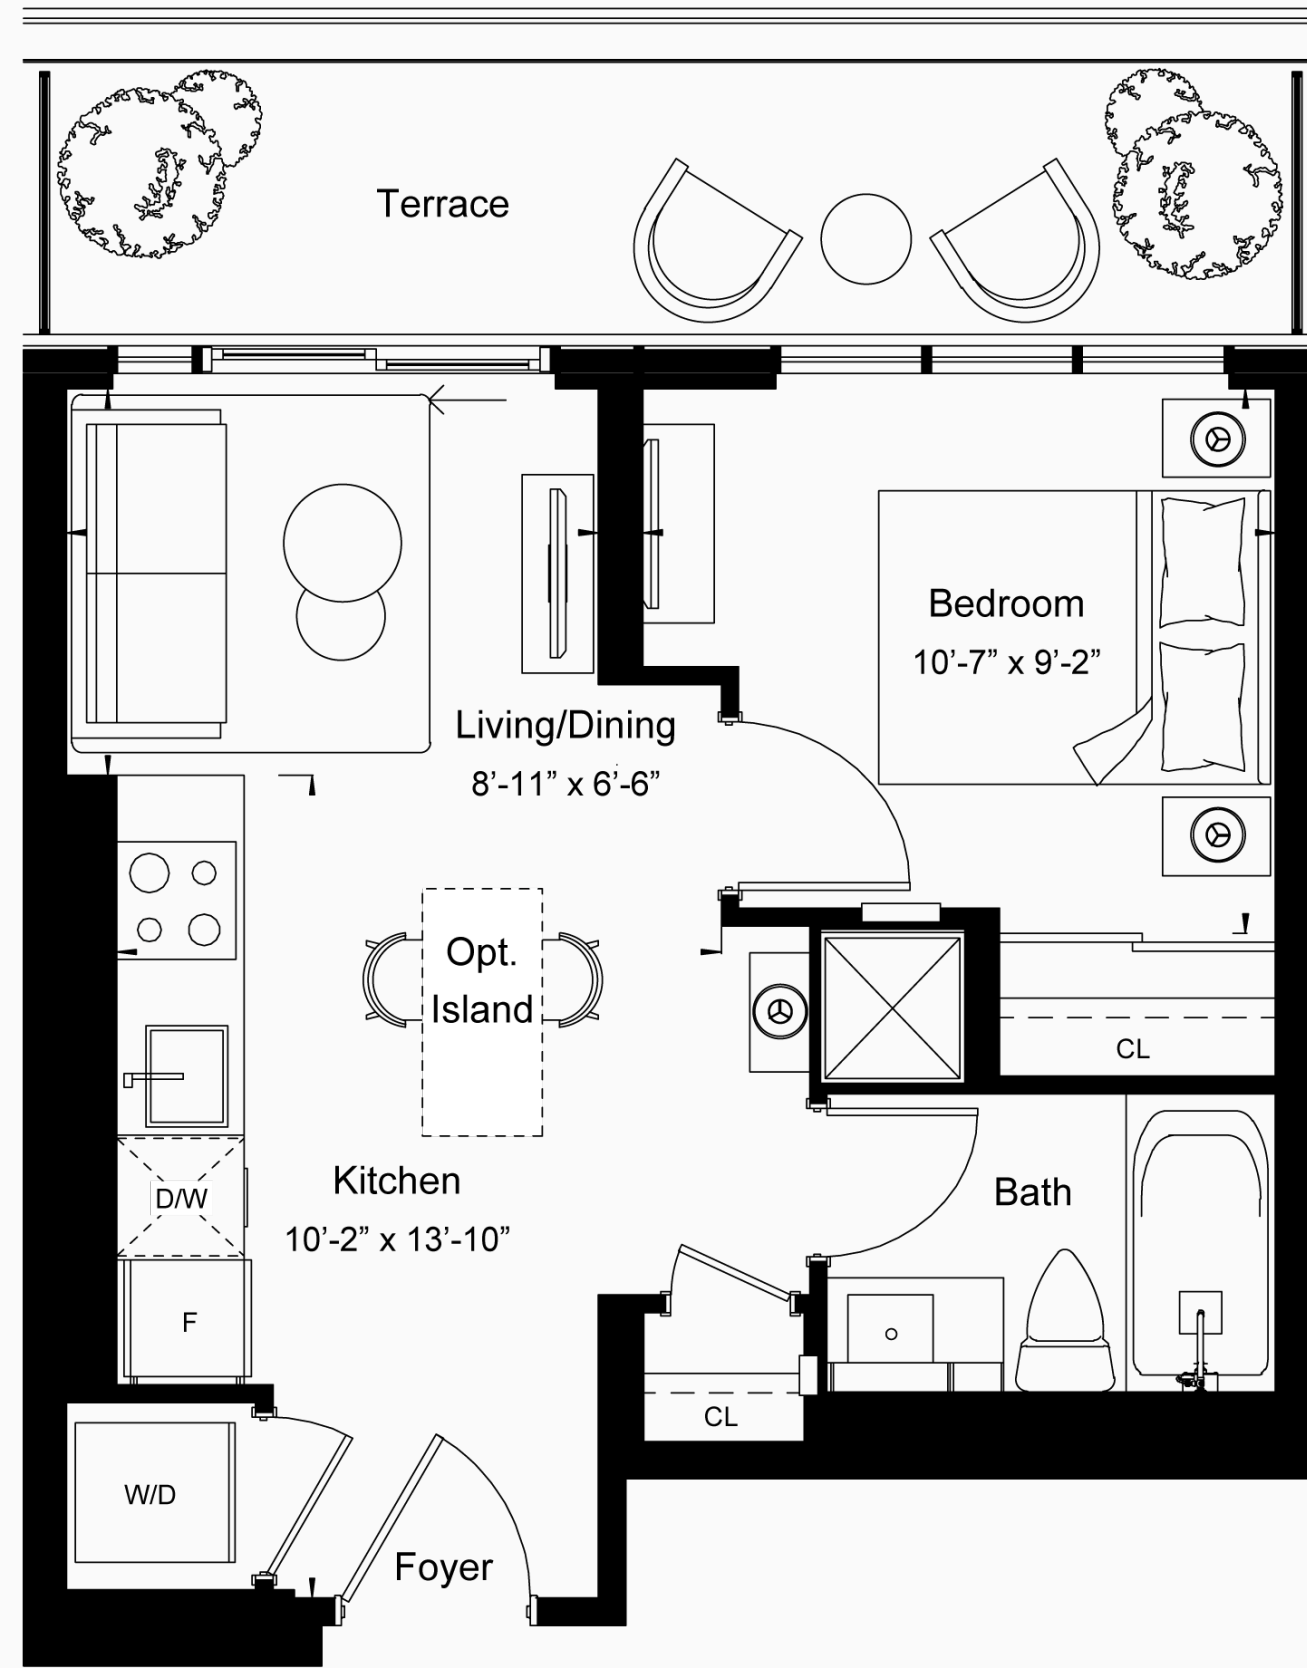 Terrace
Bedroom
10’-7” x 9’-2”
Living/Dining
8’-11” x 6’-6”
Opt.
Island
CL
Kitchen
10’-2” x 13’-10”
D/W
Bath
F
CL
W/D
Foyer